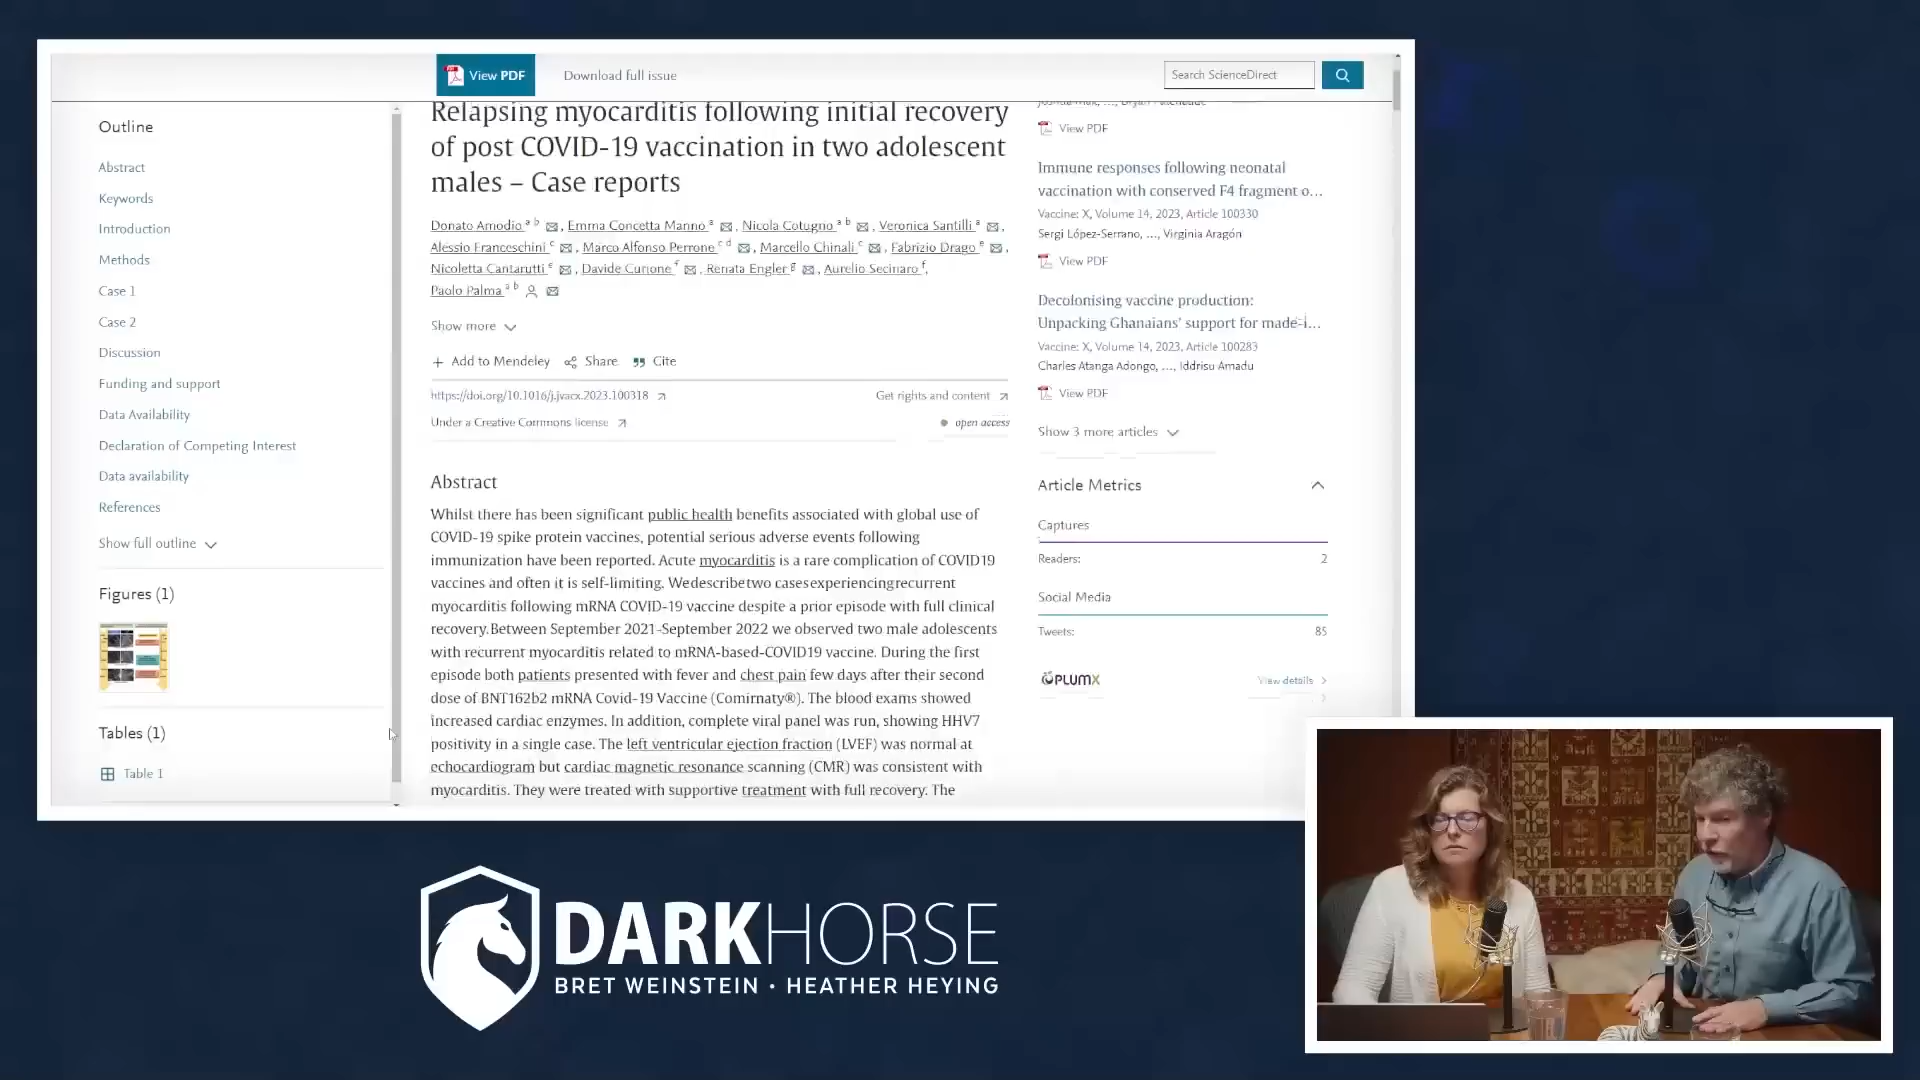 View PDF
Download full issue
Search ScienceDirect
Outline
Abstract
Keywords
Introduction
Methods
Case 1
Case 2
Discussion
Funding and support
Data Availability
Declaration of Competing Interest
Data availability
References
Show full outline
Figures (1)
Tables (1)
Table 1
Relapsing myocarditis following initial recovery
of post COVID-19 vaccination in two adolescent
males – Case reports
Donato Amodio a b, Emma Concetta Manno a, Nicola Cotugno a b, Veronica Santilli a,
Alessio Franceschini c, Marco Alfonso Perrone c d, Marcello Chinali c, Fabrizio Drago e,
Nicoletta Cantarutti e, Davide Curione f, Renata Engler g, Aurelio Secinaro f,
Paolo Palma a b
Show more
+ Add to Mendeley Share Cite
https://doi.org/10.1016/j.jvacx.2023.100318
Get rights and content
Under a Creative Commons license
open access
Abstract
Whilst there has been significant public health benefits associated with global use of
COVID-19 spike protein vaccines, potential serious adverse events following
immunization have been reported. Acute myocarditis is a rare complication of COVID19
vaccines and often it is self-limiting. Wedescribetwo casesexperiencingrecurrent
myocarditis following mRNA COVID-19 vaccine despite a prior episode with full clinical
recovery.Between September 2021-September 2022 we observed two male adolescents
with recurrent myocarditis related to mRNA-based-COVID19 vaccine. During the first
episode both patients presented with fever and chest pain few days after their second
dose of BNT162b2 mRNA Covid-19 Vaccine (Comirnaty®). The blood exams showed
increased cardiac enzymes. In addition, complete viral panel was run, showing HHV7
positivity in a single case. The left ventricular ejection fraction (LVEF) was normal at
echocardiogram but cardiac magnetic resonance scanning (CMR) was consistent with
myocarditis. They were treated with supportive treatment with full recovery. The
View PDF
Immune responses following neonatal
vaccination with conserved F4 fragment o...
Vaccine: X, Volume 14, 2023, Article 100330
Sergi López-Serrano, ..., Virginia Aragón
View PDF
Decolonising vaccine production:
Unpacking Ghanaians' support for made-i...
Vaccine: X, Volume 14, 2023, Article 100283
Charles Atanga Adongo, ..., Iddrisu Amadu
View PDF
Show 3 more articles
Article Metrics
Captures
Readers: 2
Social Media
Tweets: 85
PLUMX
View details
DARKHORSE
BRET WEINSTEIN • HEATHER HEYING